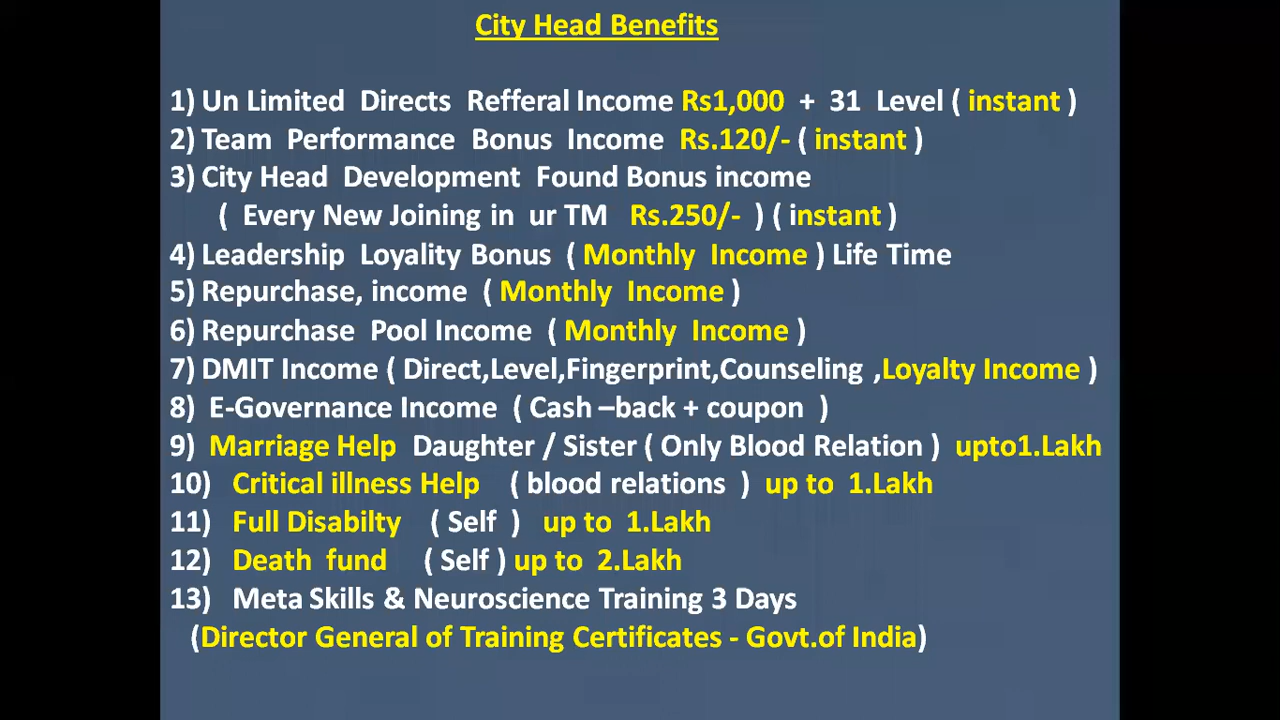 City Head Benefits
1) Un Limited Directs Refferal Income Rs1,000 + 31 Level ( instant )
2) Team Performance Bonus Income Rs.120/- ( instant )
3) City Head Development Found Bonus income
( Every New Joining in ur TM Rs.250/- ) ( instant )
4) Leadership Loyality Bonus ( Monthly Income ) Life Time
5) Repurchase, income ( Monthly Income )
6) Repurchase Pool Income ( Monthly Income )
7) DMIT Income ( Direct,Level,Fingerprint,Counseling ,Loyalty Income )
8) E-Governance Income ( Cash –back + coupon )
9) Marriage Help Daughter / Sister ( Only Blood Relation ) upto1.Lakh
10) Critical illness Help ( blood relations ) up to 1.Lakh
11) Full Disabilty ( Self ) up to 1.Lakh
12) Death fund ( Self ) up to 2.Lakh
13) Meta Skills & Neuroscience Training 3 Days
(Director General of Training Certificates - Govt.of India)